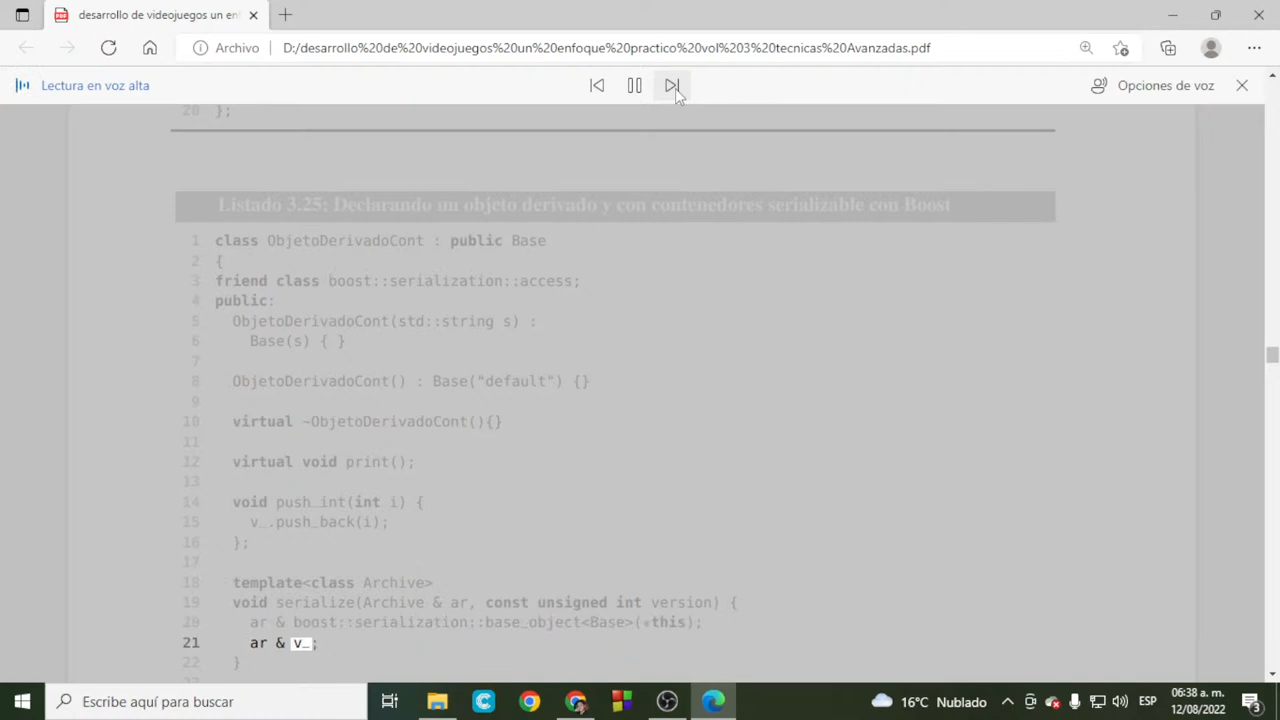 desarrollo de videojuegos un en
Archivo
D:/desarrollo%20de%20videojuegos%20un%20enfoque%20practico%20vol%203%20tecnicas%20Avanzadas.pdf
Lectura en voz alta
Opciones de voz
20 };
Listado 3.25: Declarando un objeto derivado y con contenedores serializable con Boost
1 class ObjetoDerivadoCont : public Base
2 {
3 friend class boost::serialization::access;
4 public:
5 ObjetoDerivadoCont(std::string s) :
6 Base(s) { }
7
8 ObjetoDerivadoCont() : Base("default") {}
9
10 virtual ~ObjetoDerivadoCont(){}
11
12 virtual void print();
13
14 void push_int(int i) {
15 v_.push_back(i);
16 };
17
18 template<class Archive>
19 void serialize(Archive & ar, const unsigned int version) {
20 ar & boost::serialization::base_object<Base>(*this);
21 ar & v_;
22 }
Escribe aquí para buscar
16°C Nublado
ESP
06:38 a. m.
12/08/2022
3